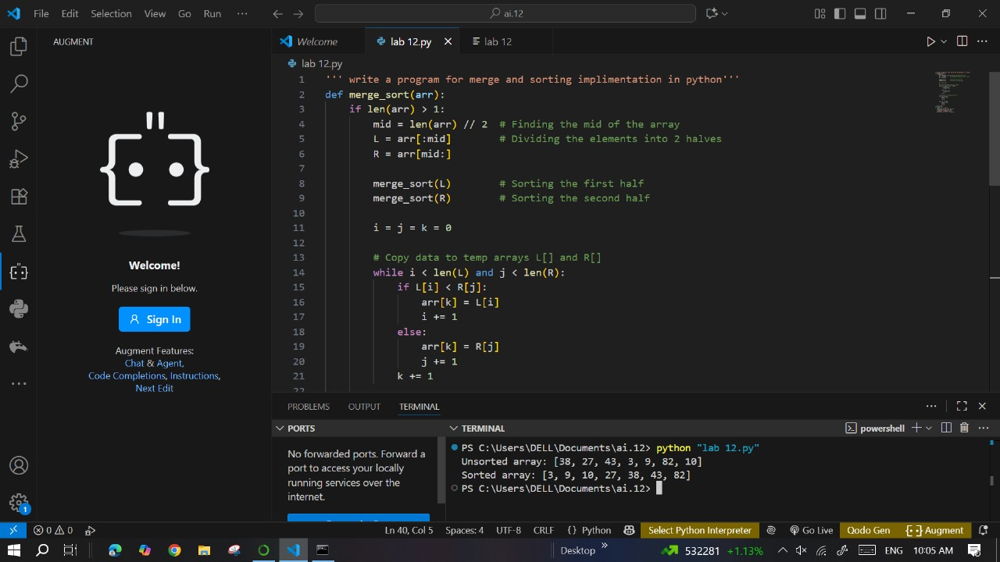 File Edit Selection View Go Run ···
ai.12
AUGMENT
Welcome!
Please sign in below.
Sign In
Augment Features:
Chat & Agent,
Code Completions, Instructions,
Next Edit
1
Welcome
lab 12.py
lab 12
lab 12.py
1 ''' write a program for merge and sorting implimentation in python'''
2 def merge_sort(arr):
3 if len(arr) > 1:
4 mid = len(arr) // 2 # Finding the mid of the array
5 L = arr[:mid] # Dividing the elements into 2 halves
6 R = arr[mid:]
7
8 merge_sort(L) # Sorting the first half
9 merge_sort(R) # Sorting the second half
10
11 i = j = k = 0
12
13 # Copy data to temp arrays L[] and R[]
14 while i < len(L) and j < len(R):
15 if L[i] < R[j]:
16 arr[k] = L[i]
17 i += 1
18 else:
19 arr[k] = R[j]
20 j += 1
21 k += 1
22
PROBLEMS OUTPUT TERMINAL
PORTS
No forwarded ports. Forward a
port to access your locally
running services over the
internet.
TERMINAL
powershell
PS C:\Users\DELL\Documents\ai.12> python "lab 12.py"
Unsorted array: [38, 27, 43, 3, 9, 82, 10]
Sorted array: [3, 9, 10, 27, 38, 43, 82]
PS C:\Users\DELL\Documents\ai.12>
0 0 Ln 40, Col 5 Spaces: 4 UTF-8 CRLF {} Python Select Python Interpreter Go Live Qodo Gen Augment
Desktop 532281 +1.13% ENG 10:05 AM